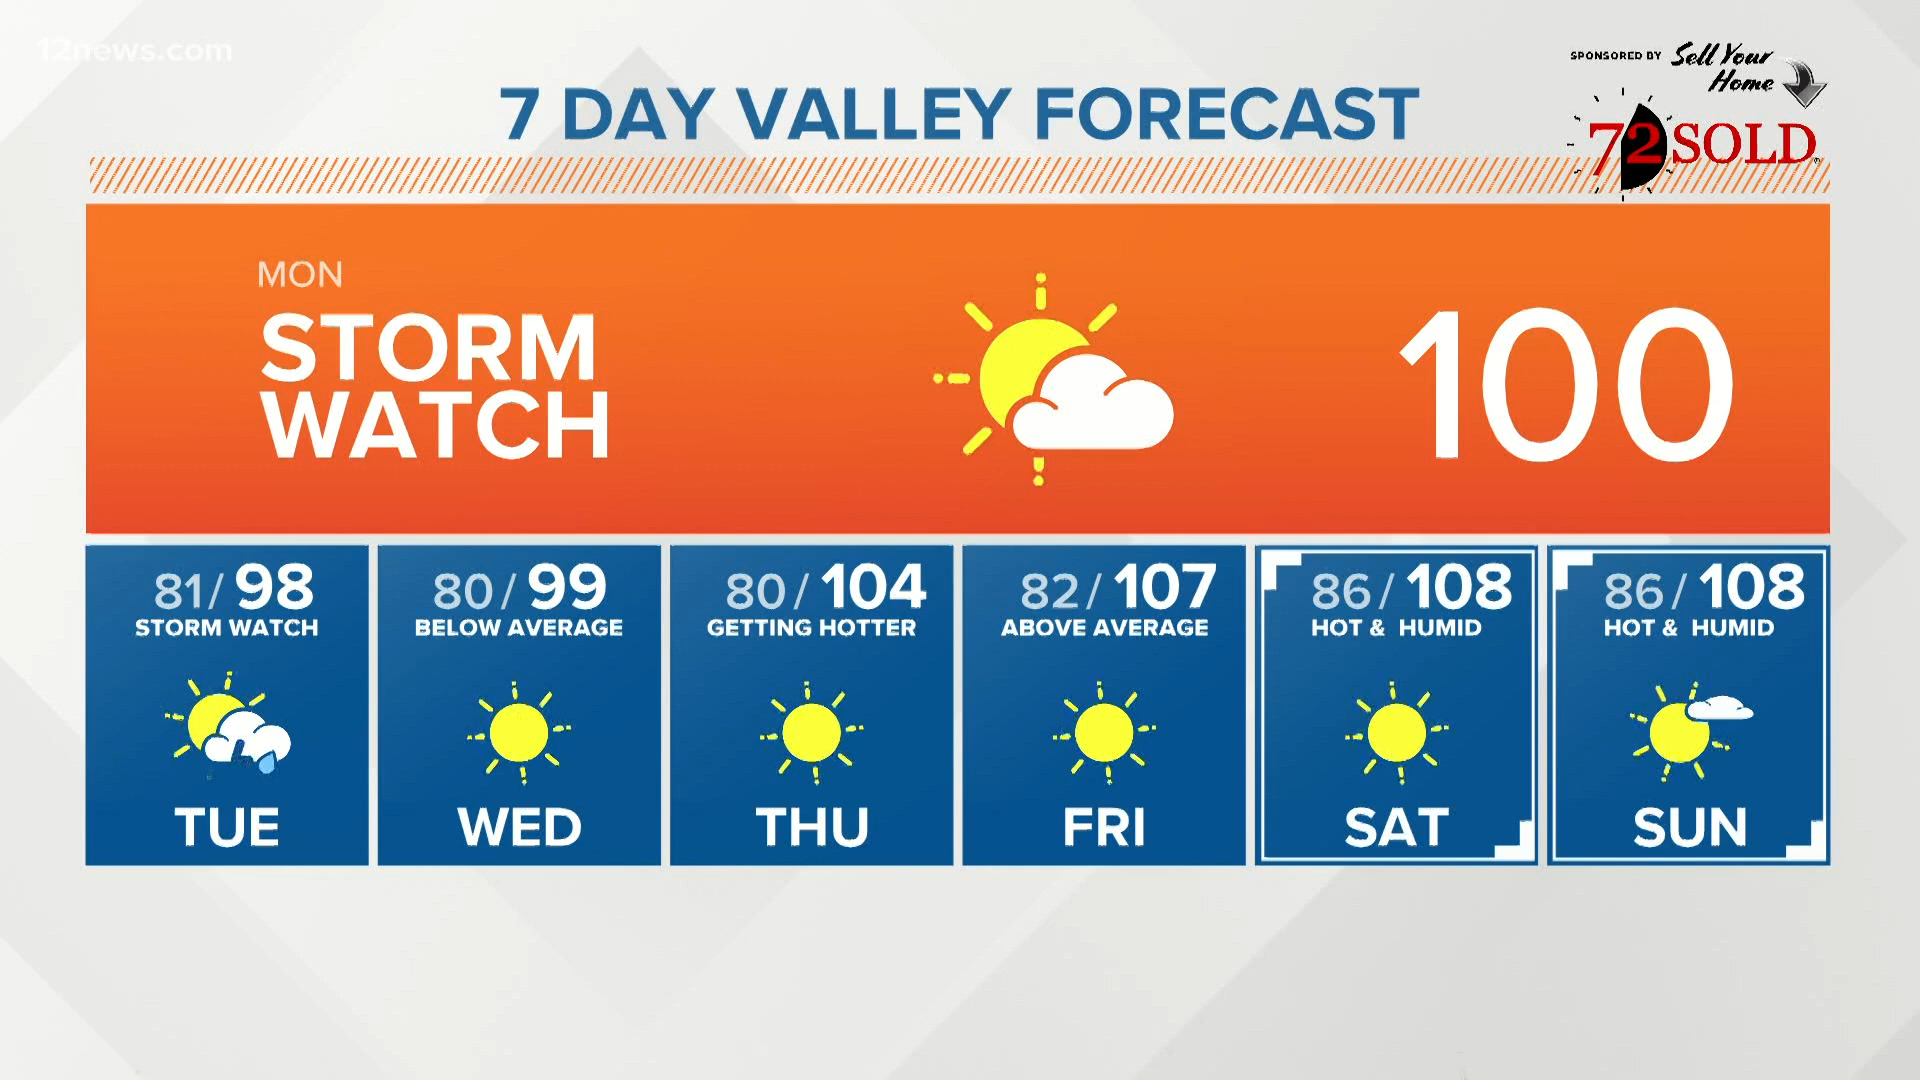 12news.com
SPONSORED BY Sell Your
Home
7 DAY VALLEY FORECAST
72SOLD
MON
STORM
WATCH
100
81/98
STORM WATCH
TUE
80/99
BELOW AVERAGE
WED
80/104
GETTING HOTTER
THU
82/107
ABOVE AVERAGE
FRI
86/108
HOT & HUMID
SAT
86/108
HOT & HUMID
SUN